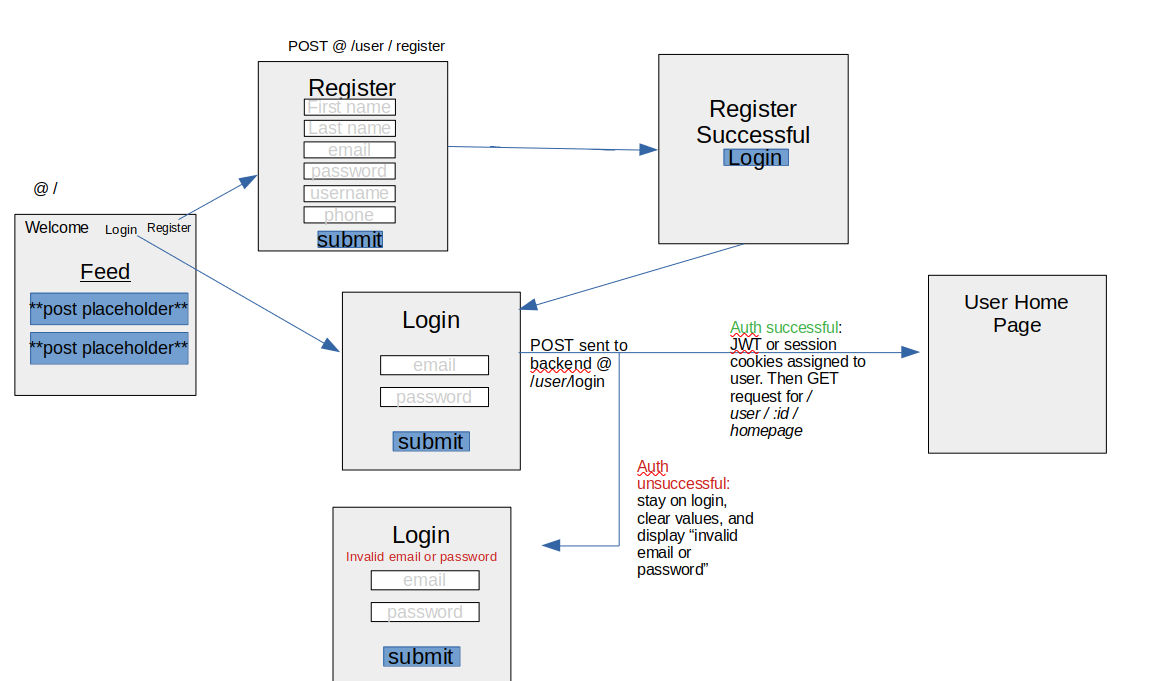 POST @ /user / register
Register
First name
Last name
email
password
username
phone
submit
Register
Successful
Login
@ /
Welcome
Login
Register
Feed
**post placeholder**
**post placeholder**
Login
email
password
submit
POST sent to
backend @
/user/login
Auth successful:
JWT or session
cookies assigned to
user. Then GET
request for /
user / :id /
homepage
User Home
Page
Auth
unsuccessful:
stay on login,
clear values, and
display “invalid
email or
password”
Login
Invalid email or password
email
password
submit